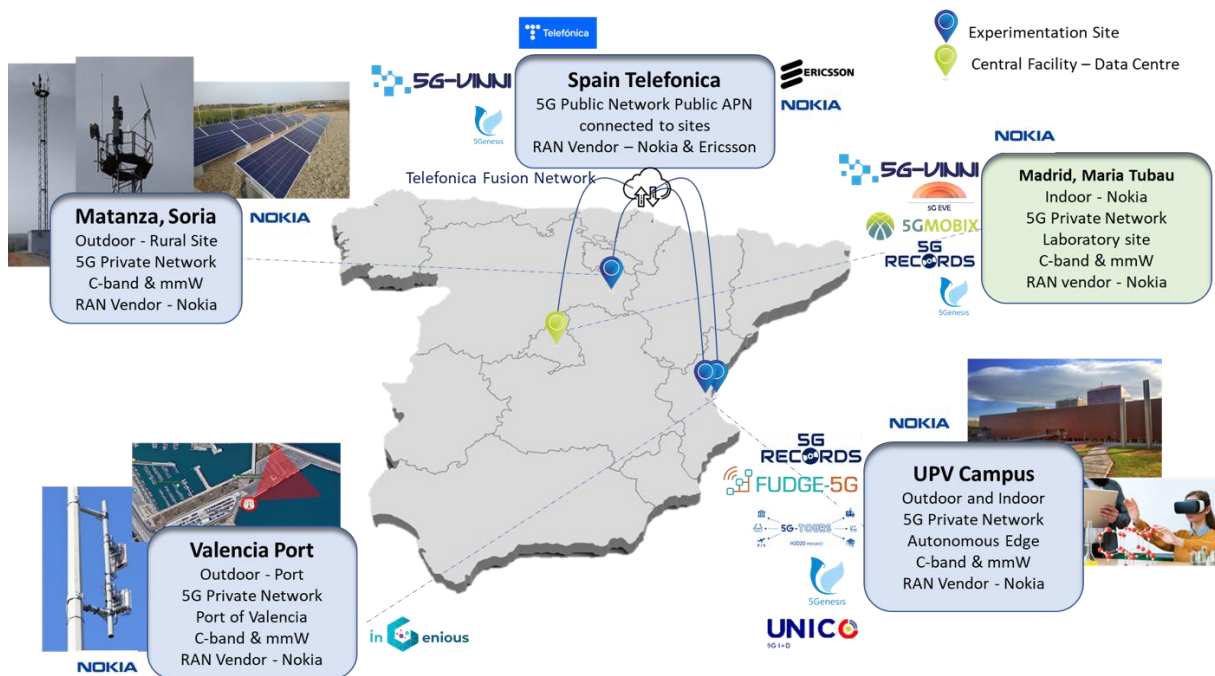 Telefónica
5G-VINNI
5Genesis
Spain Telefonica
5G Public Network Public APN
connected to sites
RAN Vendor – Nokia & Ericsson
ERICSSON
NOKIA
Experimentation Site
Central Facility – Data Centre
Telefonica Fusion Network
NOKIA
Matanza, Soria
Outdoor - Rural Site
5G Private Network
C-band & mmW
RAN Vendor - Nokia
NOKIA
5G-VINNI
5G EVE
5GMOBIX
5G
RECORDS
5Genesis
Madrid, Maria Tubau
Indoor - Nokia
5G Private Network
Laboratory site
C-band & mmW
RAN vendor - Nokia
NOKIA
5G
RECORDS
FUDGE-5G
5G-TOURS
H2020 PROJECT
5Genesis
UNICO
5G I+D
UPV Campus
Outdoor and Indoor
5G Private Network
Autonomous Edge
C-band & mmW
RAN Vendor - Nokia
Valencia Port
Outdoor - Port
5G Private Network
Port of Valencia
C-band & mmW
RAN Vendor - Nokia
NOKIA
inGenious